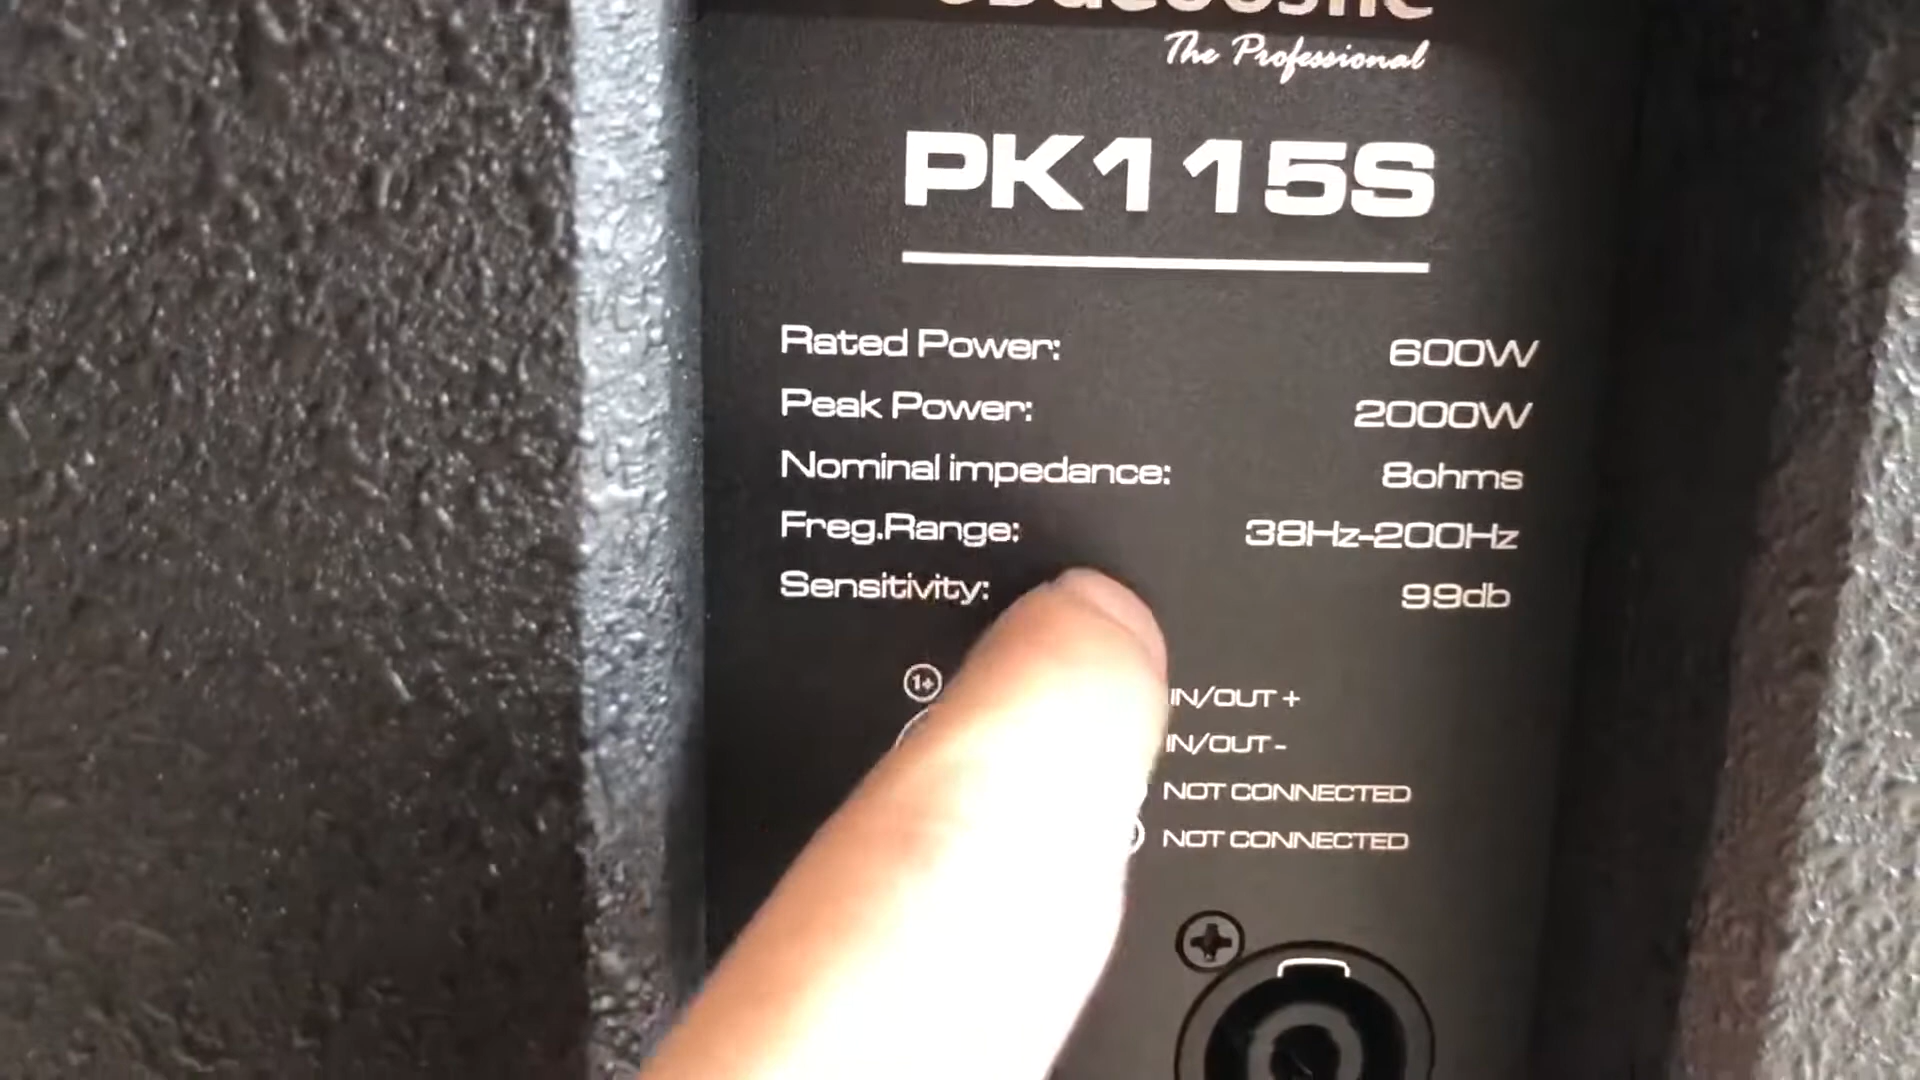 The Professional
PK115S
Rated Power: 600W
Peak Power: 2000W
Nominal impedance: 8ohms
Freg.Range: 38Hz-200Hz
Sensitivity: 99db
1+ IN/OUT +
IN/OUT -
NOT CONNECTED
NOT CONNECTED